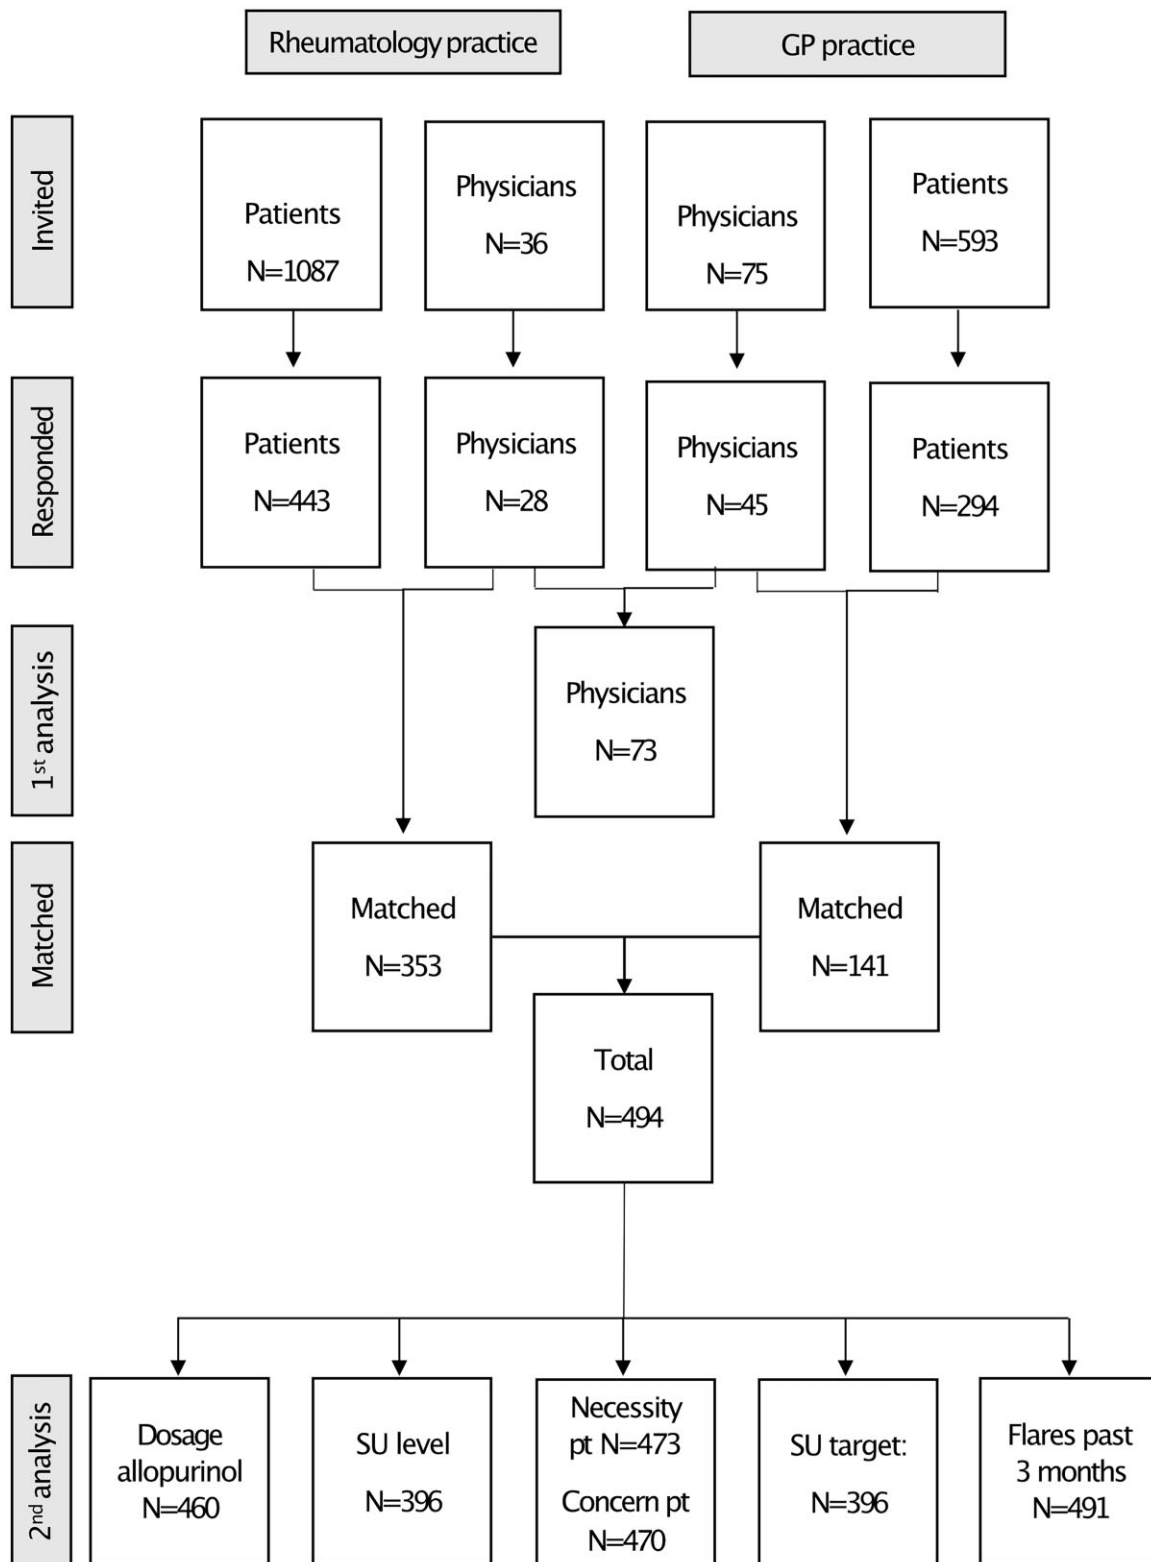 Rheumatology practice
GP practice
Invited
Patients
N=1087
Physicians
N=36
Physicians
N=75
Patients
N=593
Responded
Patients
N=443
Physicians
N=28
Physicians
N=45
Patients
N=294
1st analysis
Physicians
N=73
Matched
Matched
N=353
Matched
N=141
Total
N=494
2nd analysis
Dosage
allopurinol
N=460
SU level
N=396
Necessity
pt N=473
Concern pt
N=470
SU target:
N=396
Flares past
3 months
N=491